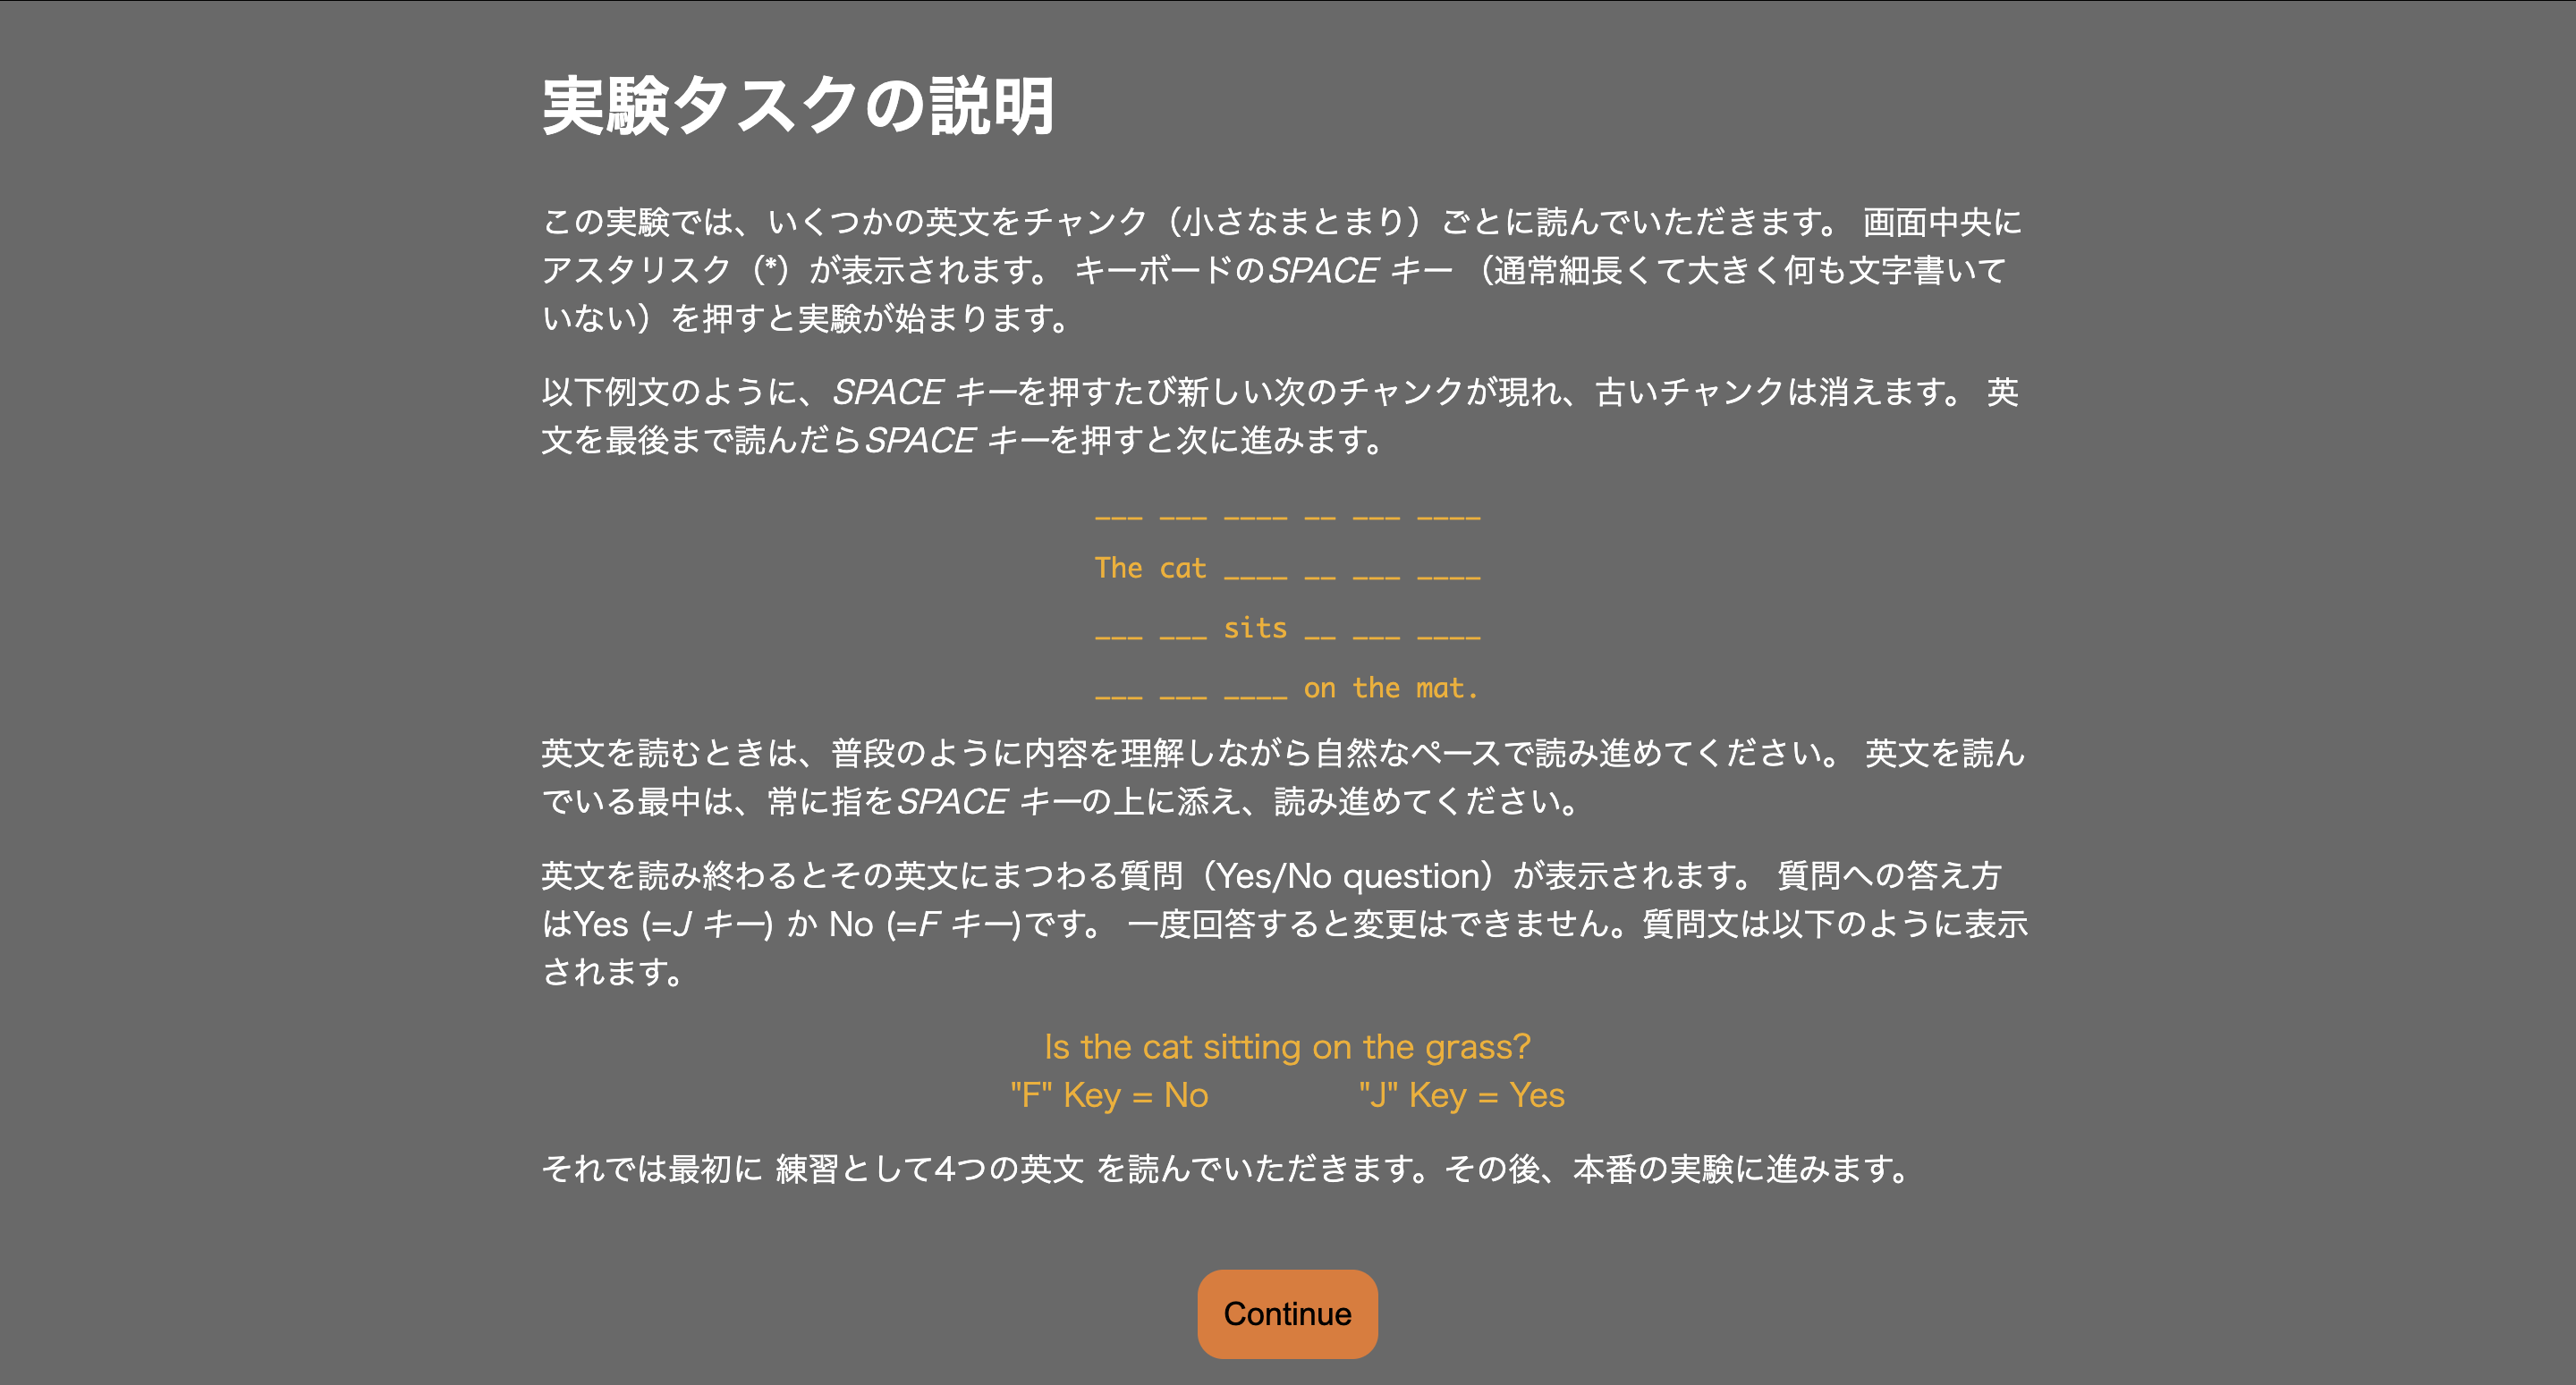 実験タスクの説明
この実験では、いくつかの英文をチャンク（小さなまとまり）ごとに読んでいただきます。 画面中央に
アスタリスク（*）が表示されます。 キーボードのSPACE キー （通常細長くて大きく何も文字書いて
いない）を押すと実験が始まります。
以下例文のように、SPACE キーを押すたび新しい次のチャンクが現れ、古いチャンクは消えます。 英
文を最後まで読んだらSPACE キーを押すと次に進みます。
___ ___ ____ __ ___ ____
The cat ____ __ ___ ____
___ ___ sits __ ___ ____
___ ___ ____ on the mat.
英文を読むときは、普段のように内容を理解しながら自然なペースで読み進めてください。 英文を読ん
でいる最中は、常に指をSPACE キーの上に添え、読み進めてください。
英文を読み終わるとその英文にまつわる質問（Yes/No question）が表示されます。 質問への答え方
はYes (=J キー) か No (=F キー)です。 一度回答すると変更はできません。質問文は以下のように表示
されます。
Is the cat sitting on the grass?
"F" Key = No "J" Key = Yes
それでは最初に 練習として4つの英文 を読んでいただきます。その後、本番の実験に進みます。
Continue